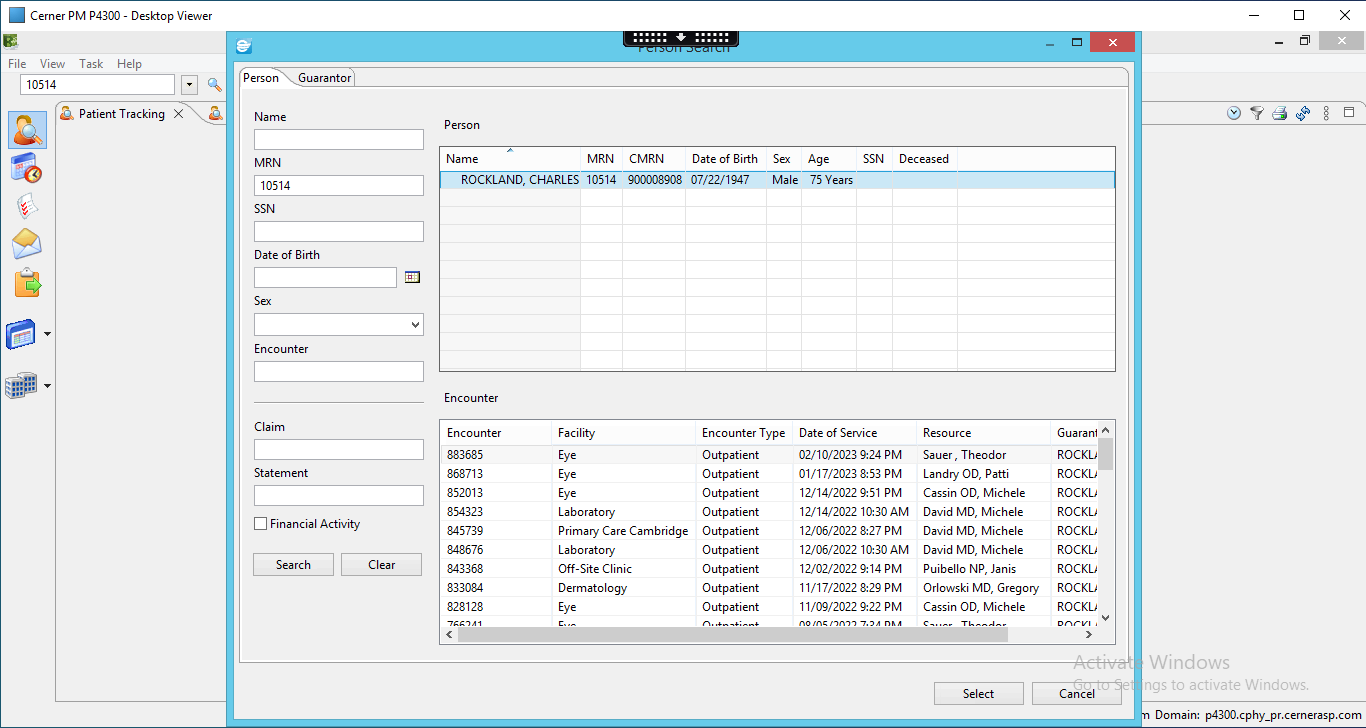 Cerner PM P4300 - Desktop Viewer
Person Search
File View Task Help
10514
Patient Tracking
Person Guarantor
Name
MRN
10514
SSN
Date of Birth
Sex
Encounter
Claim
Statement
Financial Activity
Search Clear
Person
Name MRN CMRN Date of Birth Sex Age SSN Deceased
ROCKLAND, CHARLES 10514 900008908 07/22/1947 Male 75 Years
Encounter
Encounter Facility Encounter Type Date of Service Resource Guarant
883685 Eye Outpatient 02/10/2023 9:24 PM Sauer , Theodor ROCKLA
868713 Eye Outpatient 01/17/2023 8:53 PM Landry OD, Patti ROCKLA
852013 Eye Outpatient 12/14/2022 9:51 PM Cassin OD, Michele ROCKLA
854323 Laboratory Outpatient 12/14/2022 10:30 AM David MD, Michele ROCKLA
845739 Primary Care Cambridge Outpatient 12/06/2022 8:27 PM David MD, Michele ROCKLA
848676 Laboratory Outpatient 12/06/2022 10:30 AM David MD, Michele ROCKLA
843368 Off-Site Clinic Outpatient 12/02/2022 9:14 PM Puibello NP, Janis ROCKLA
833084 Dermatology Outpatient 11/17/2022 8:29 PM Orlowski MD, Gregory ROCKLA
828128 Eye Outpatient 11/09/2022 9:22 PM Cassin OD, Michele ROCKLA
766241 Eye Outpatient 08/05/2022 7:34 PM Sauer , Theodor ROCKLA
Select Cancel
Activate Windows
Go to Settings to activate Windows.
m Domain: p4300.cphy_pr.cernerasp.com